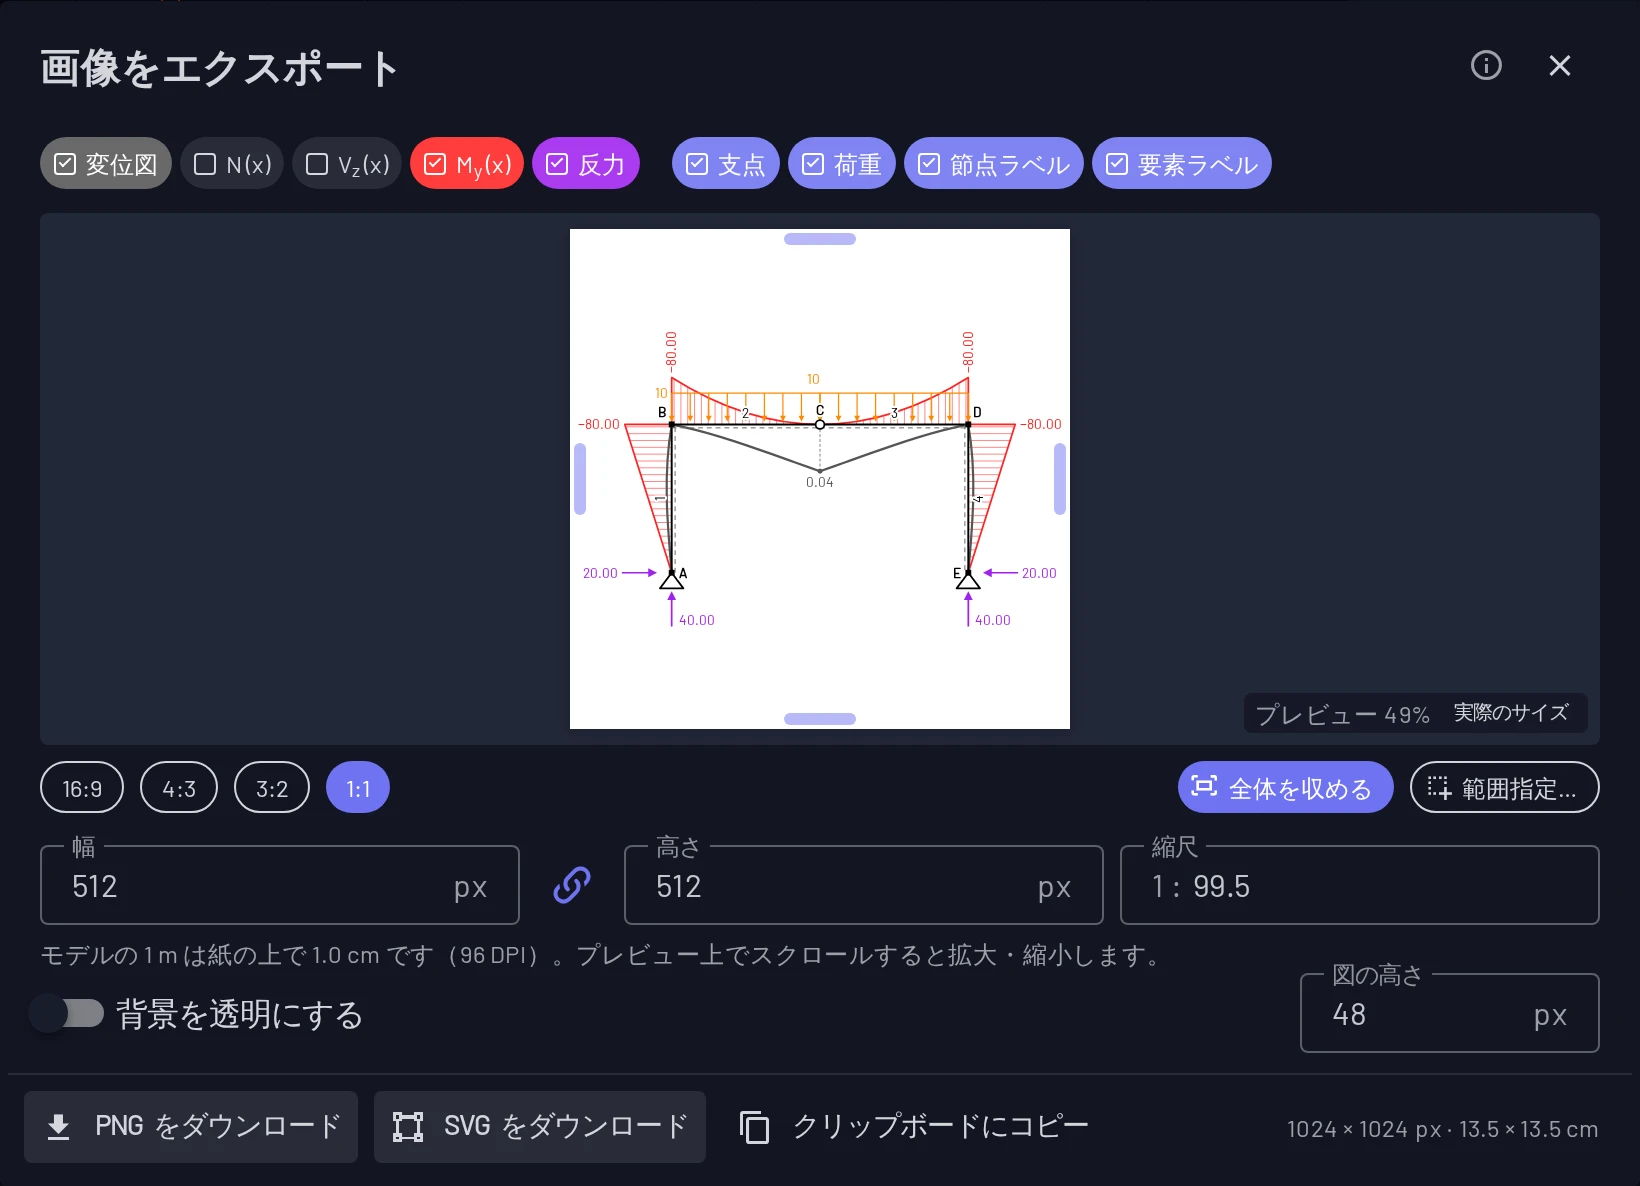 画像をエクスポート
変位図 N(x) Vz(x) My(x) 反力 支点 荷重 節点ラベル 要素ラベル
-80.00 -80.00
10
10
B 2 C 3 D
-80.00 -80.00
0.04
1 4
20.00 A E 20.00
40.00 40.00
プレビュー 49% 実際のサイズ
16:9 4:3 3:2 1:1 全体を収める 範囲指定...
幅 高さ 縮尺
512 px 512 px 1 : 99.5
モデルの 1 m は紙の上で 1.0 cm です（96 DPI）。プレビュー上でスクロールすると拡大・縮小します。
図の高さ
背景を透明にする 48 px
PNG をダウンロード SVG をダウンロード クリップボードにコピー 1024 × 1024 px · 13.5 × 13.5 cm